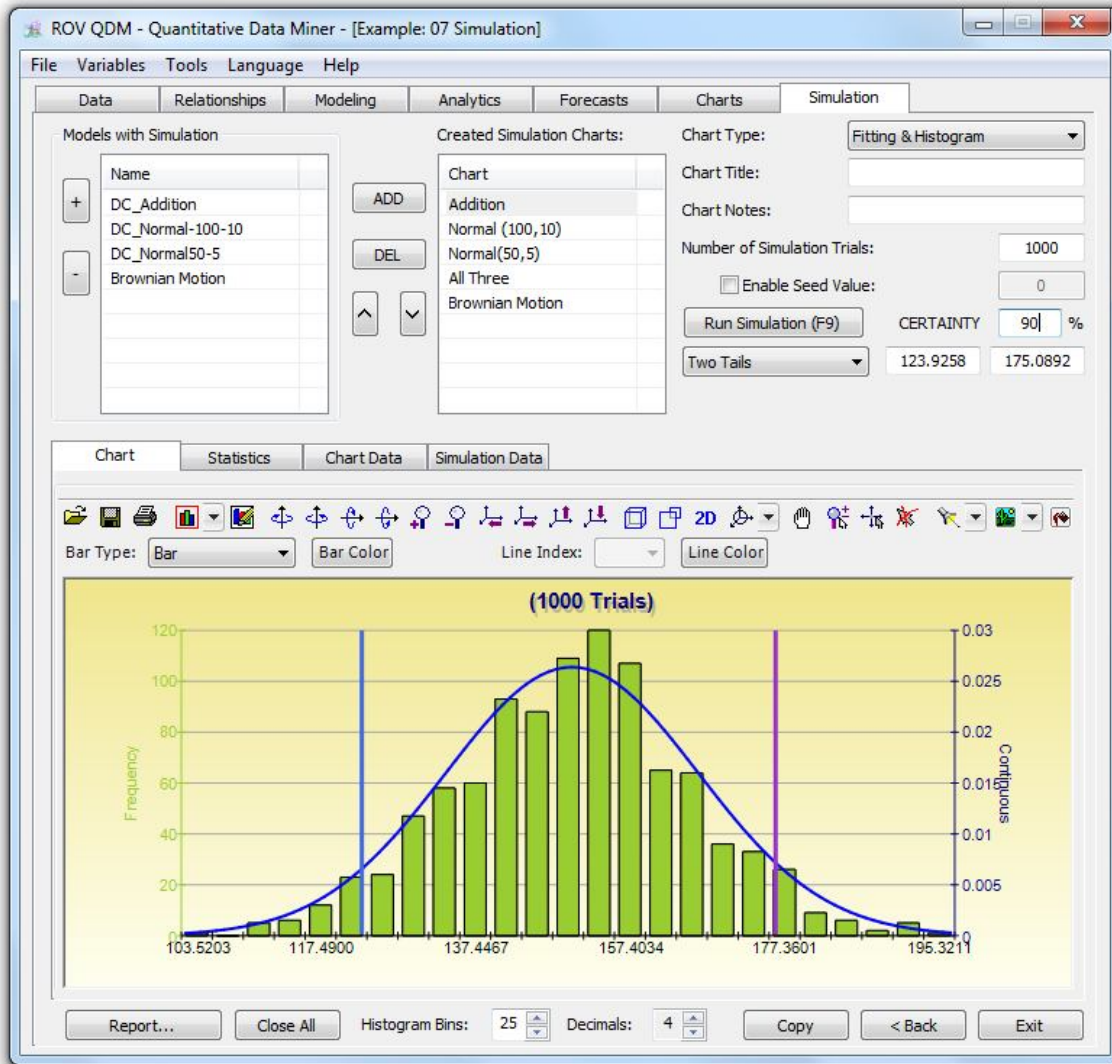 ROV QDM - Quantitative Data Miner - [Example: 07 Simulation]
File Variables Tools Language Help
Data Relationships Modeling Analytics Forecasts Charts Simulation
Models with Simulation
Name
DC_Addition
DC_Normal-100-10
DC_Normal50-5
Brownian Motion
+
-
ADD
DEL
Created Simulation Charts:
Chart
Addition
Normal (100,10)
Normal(50,5)
All Three
Brownian Motion
Chart Type: Fitting & Histogram
Chart Title:
Chart Notes:
Number of Simulation Trials: 1000
Enable Seed Value: 0
Run Simulation (F9) CERTAINTY 90 %
Two Tails 123.9258 175.0892
Chart Statistics Chart Data Simulation Data
2D
Bar Type: Bar Bar Color Line Index: Line Color
(1000 Trials)
120
100
80
60
40
20
0
Frequency
0.03
0.025
0.02
0.015
0.01
0.005
0
Continuous
103.5203 117.4900 137.4467 157.4034 177.3601 195.3211
Report... Close All Histogram Bins: 25 Decimals: 4 Copy < Back Exit